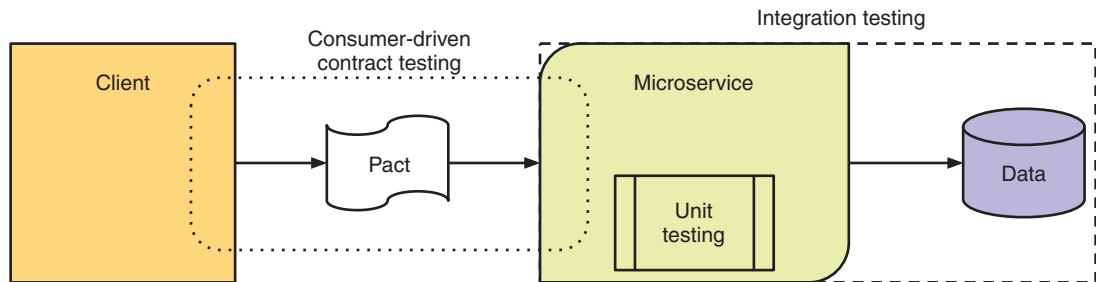 Integration testing
Consumer-driven
contract testing
Client
Microservice
Pact
Data
Unit
testing